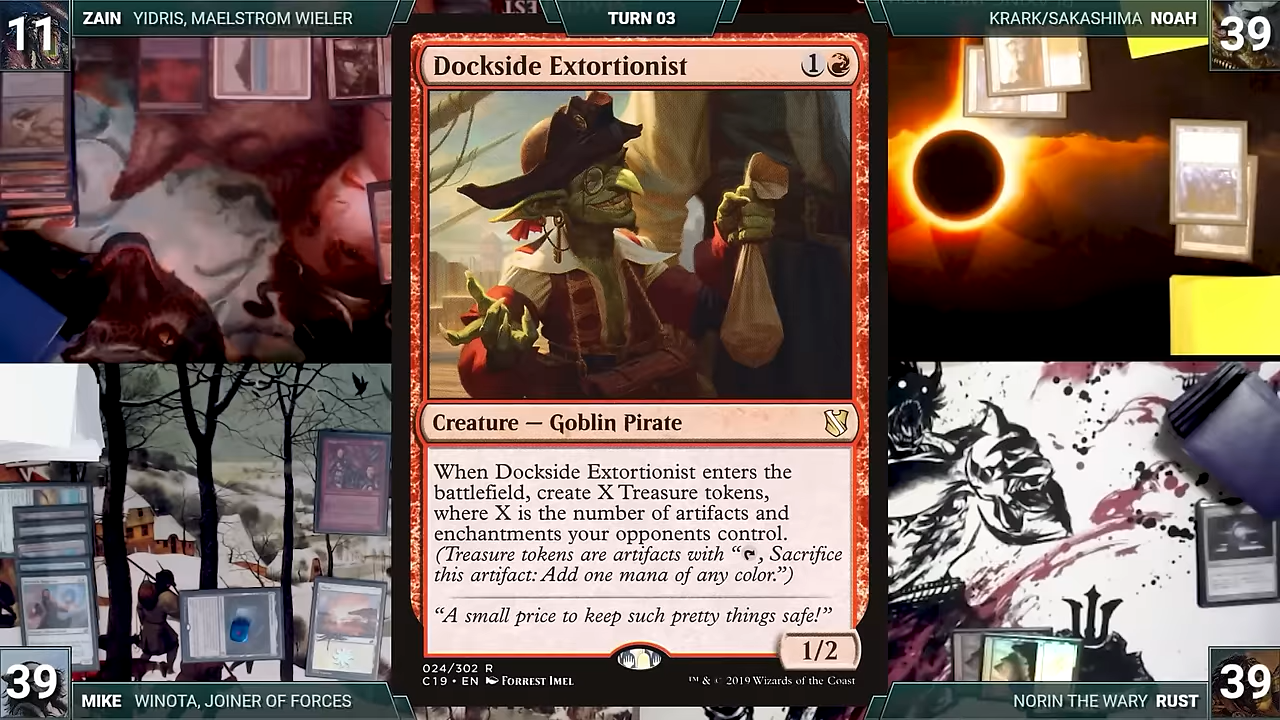 11
ZAIN YIDRIS, MAELSTROM WIELER
TURN 03
KRARK/SAKASHIMA NOAH
39
Dockside Extortionist
1
Creature — Goblin Pirate
When Dockside Extortionist enters the
battlefield, create X Treasure tokens,
where X is the number of artifacts and
enchantments your opponents control.
(Treasure tokens are artifacts with “, Sacrifice
this artifact: Add one mana of any color.”)
“A small price to keep such pretty things safe!”
1/2
024/302 R
C19 • EN FORREST IMEL
™ & © 2019 Wizards of the Coast
39
MIKE WINOTA, JOINER OF FORCES
NORIN THE WARY RUST
39